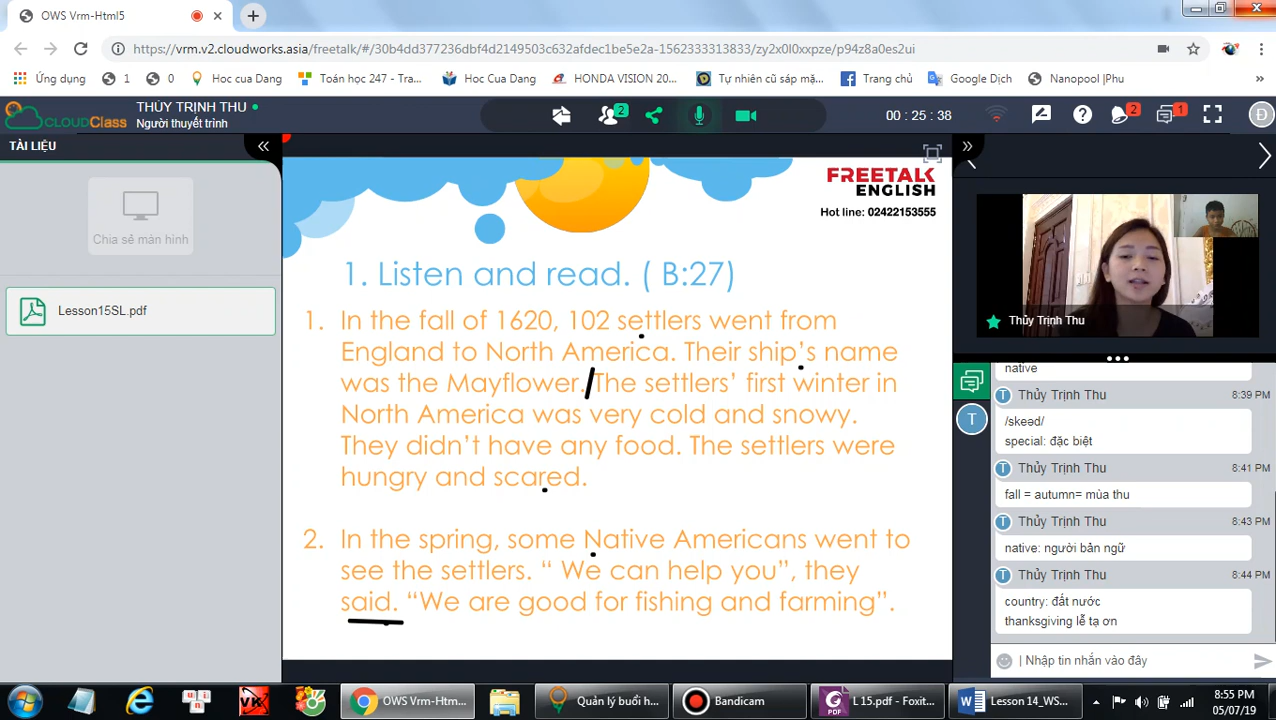 OWS Vrm-Html5
https://vrm.v2.cloudworks.asia/freetalk/#/30b4dd377236dbf4d2149503c632afdec1be5e2a-1562333313833/zy2x0l0xxpze/p94z8a0es2ui
Ứng dụng
1
0
Hoc cua Dang
Toán học 247 - Tra...
Hoc Cua Dang
HONDA VISION 20...
Tự nhiên cũ sáp mặ...
Trang chủ
Google Dịch
Nanopool |Phu
»
CLOUDClass
THỦY TRỊNH THU
Người thuyết trình
2
00 : 25 : 38
2
1
Đ
TÀI LIỆU
Chia sẻ màn hình
Lesson15SL.pdf
FREETALK
ENGLISH
Hot line: 02422153555
1. Listen and read. ( B:27)
1. In the fall of 1620, 102 settlers went from
England to North America. Their ship's name
was the Mayflower. The settlers' first winter in
North America was very cold and snowy.
They didn't have any food. The settlers were
hungry and scared.
2. In the spring, some Native Americans went to
see the settlers. " We can help you", they
said. "We are good for fishing and farming".
Thủy Trịnh Thu
native
T Thủy Trịnh Thu 8:39 PM
/skeəd/
special: đặc biệt
T Thủy Trịnh Thu 8:41 PM
fall = autumn= mùa thu
T Thủy Trịnh Thu 8:43 PM
native: người bản ngữ
T Thủy Trịnh Thu 8:44 PM
country: đất nước
thanksgiving lễ tạ ơn
T
Nhập tin nhắn vào đây
OWS Vrm-Htm...
Quản lý buổi h...
Bandicam
L 15.pdf - Foxit...
Lesson 14_WS...
8:55 PM
05/07/19